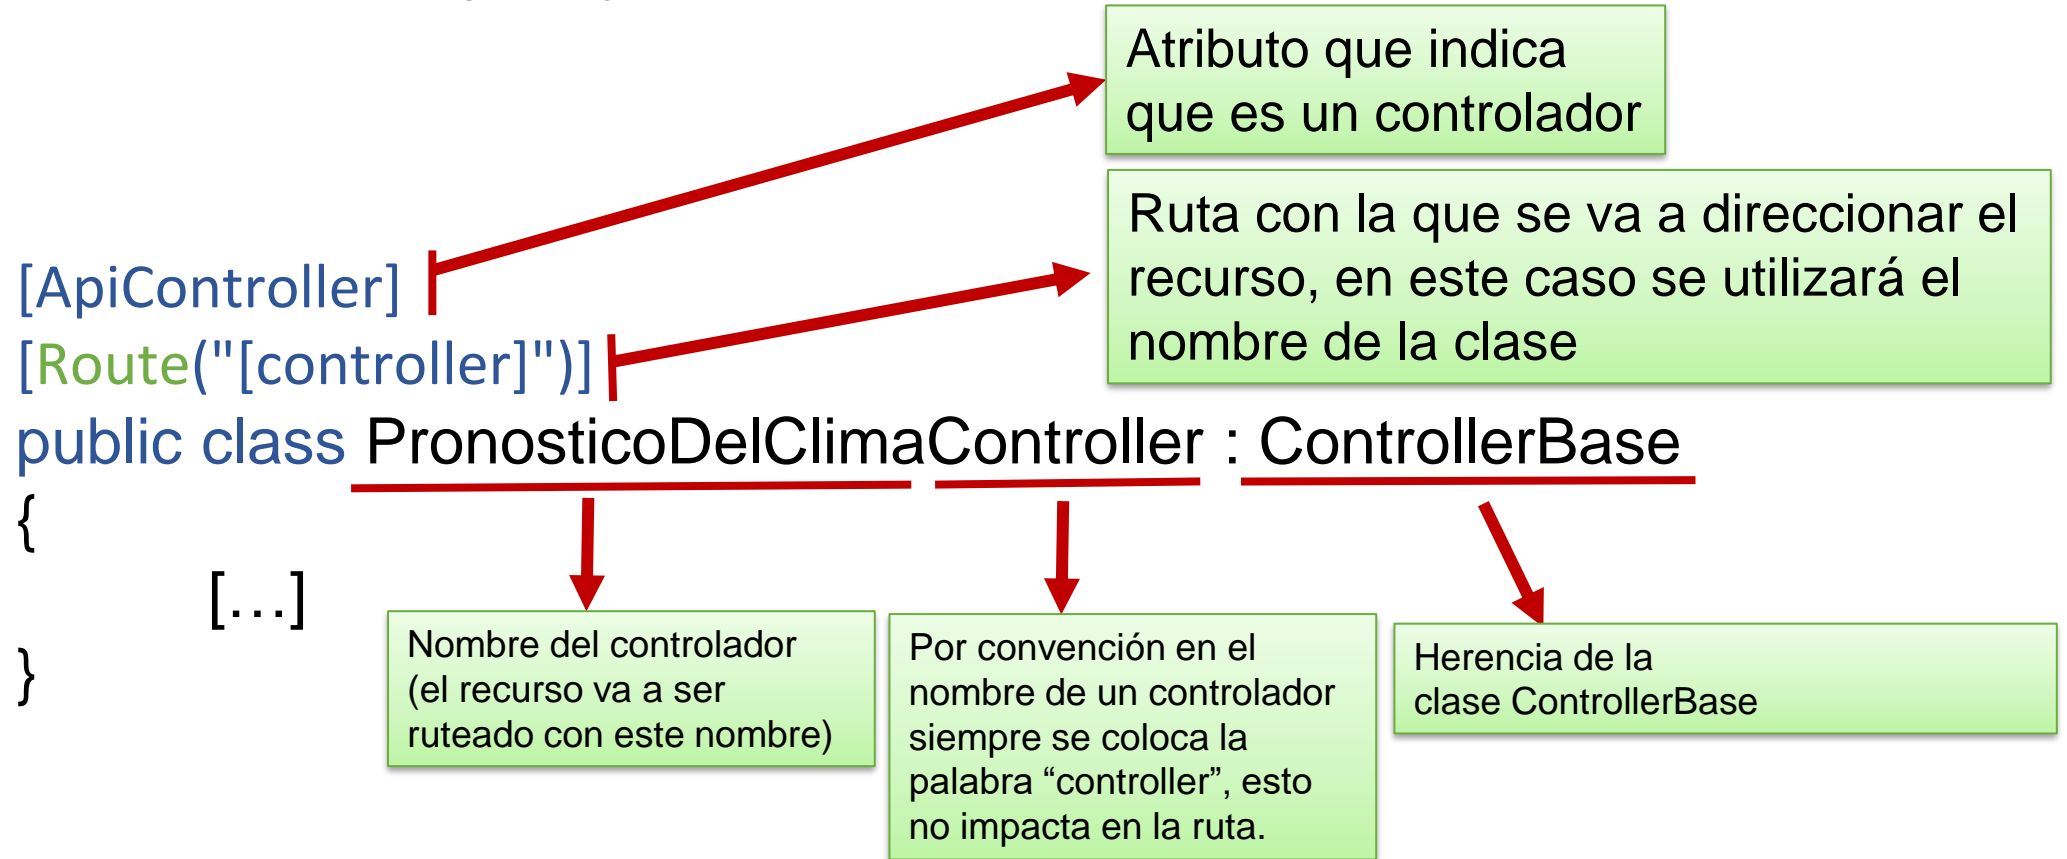 Atributo que indica
que es un controlador
Ruta con la que se va a direccionar el
recurso, en este caso se utilizará el
nombre de la clase
[ApiController]
[Route("[controller]")]
public class PronosticoDelClimaController : ControllerBase
{
[…]
}
Nombre del controlador
(el recurso va a ser
ruteado con este nombre)
Por convención en el
nombre de un controlador
siempre se coloca la
palabra “controller”, esto
no impacta en la ruta.
Herencia de la
clase ControllerBase